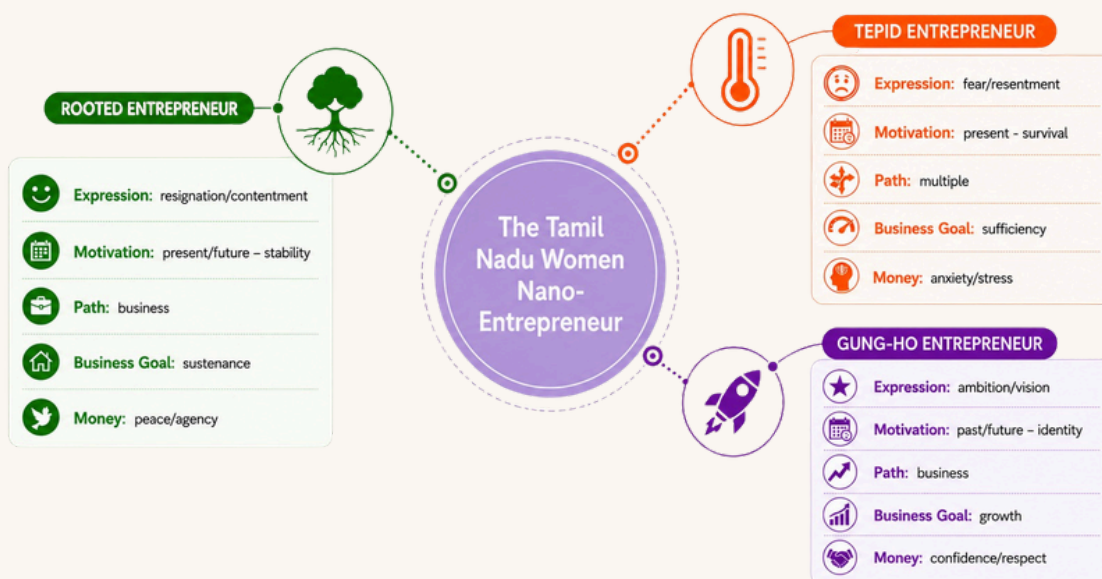 ROOTED ENTREPRENEUR
Expression: resignation/contentment
Motivation: present/future – stability
Path: business
Business Goal: sustenance
Money: peace/agency
The Tamil
Nadu Women
Nano-
Entrepreneur
TEPID ENTREPRENEUR
Expression: fear/resentment
Motivation: present - survival
Path: multiple
Business Goal: sufficiency
Money: anxiety/stress
GUNG-HO ENTREPRENEUR
Expression: ambition/vision
Motivation: past/future – identity
Path: business
Business Goal: growth
Money: confidence/respect